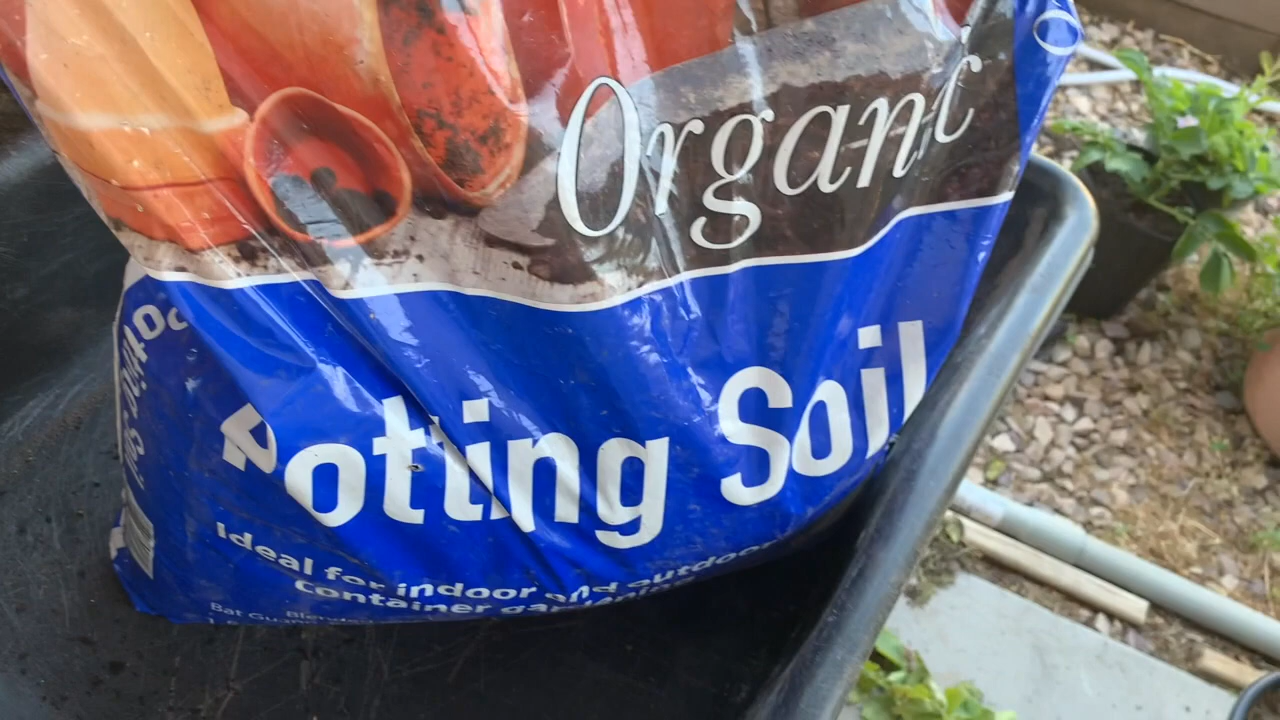 Organic
Potting Soil
Ideal for indoor and outdoor
Container gardening